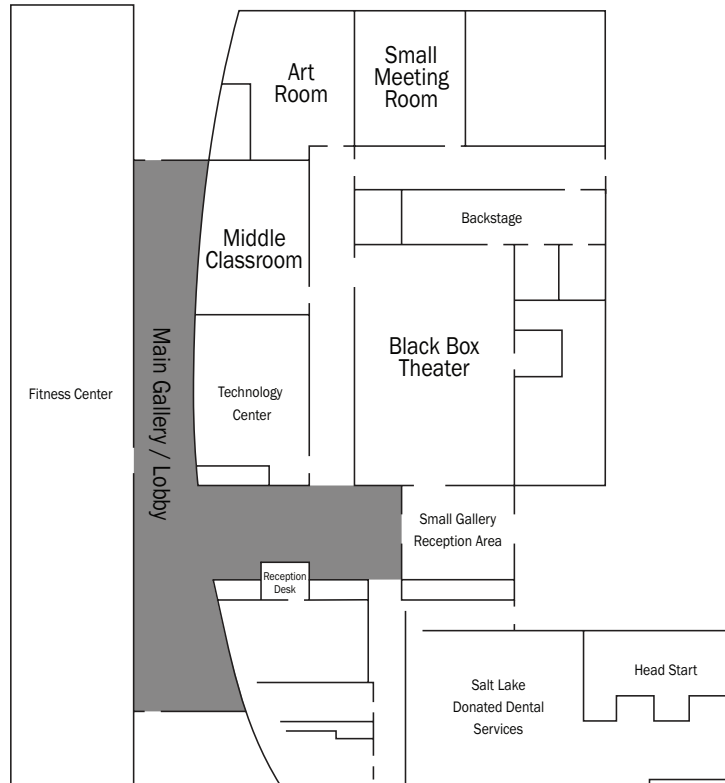 Art
Room
Small
Meeting
Room
Backstage
Middle
Classroom
Black Box
Theater
Main Gallery / Lobby
Fitness Center
Technology
Center
Small Gallery
Reception Area
Reception
Desk
Salt Lake
Donated Dental
Services
Head Start